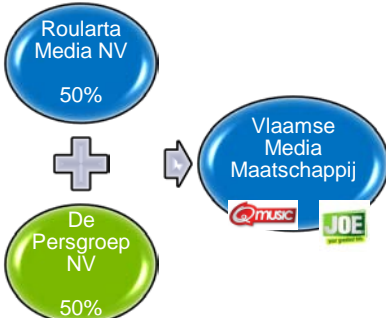 Roularta
Media NV
50%
De
Persgroep
NV
50%
Vlaamse
Media
Maatschappij
Qmusic
JOE